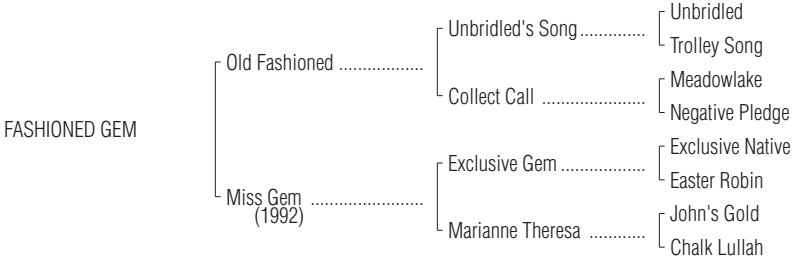 Unbridled
Unbridled's Song..............
Trolley Song
Old Fashioned ..................
Meadowlake
Collect Call ......................
Negative Pledge
FASHIONED GEM
Exclusive Native
Exclusive Gem ..................
Easter Robin
Miss Gem ........................
(1992)
John's Gold
Marianne Theresa ............
Chalk Lullah